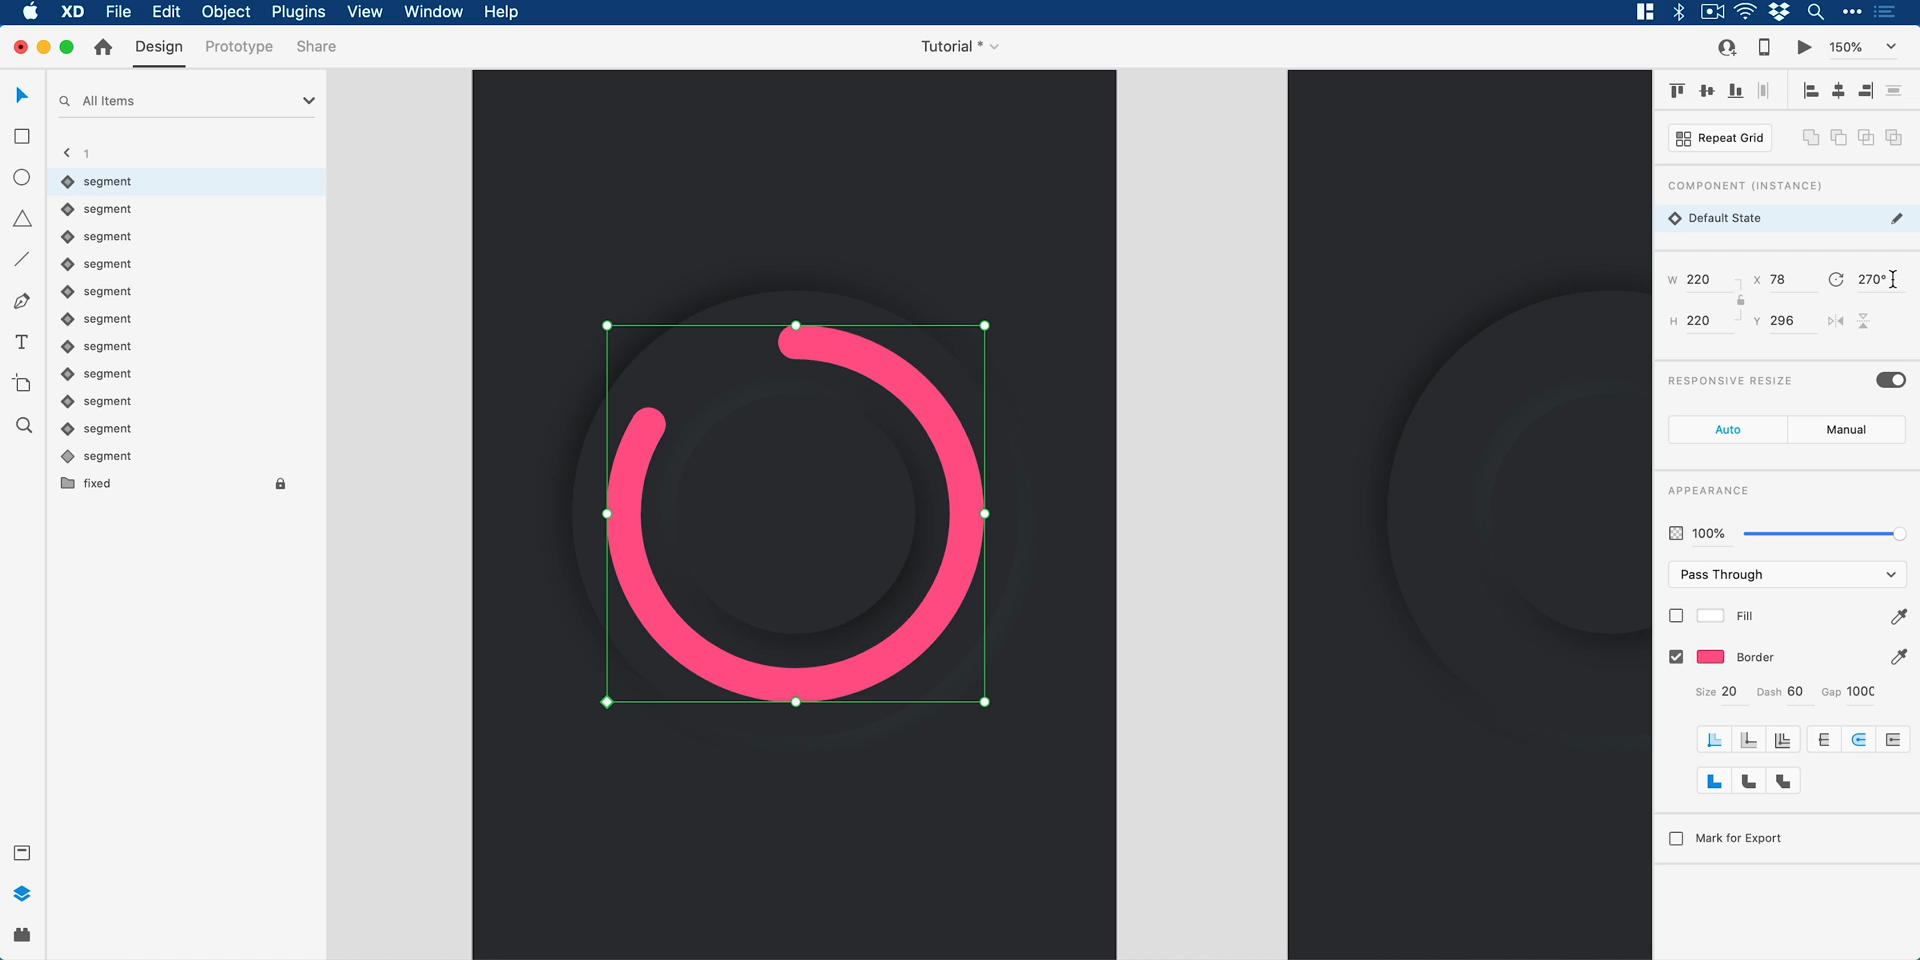 XD File Edit Object Plugins View Window Help
Design Prototype Share
Tutorial *
150%
All Items
1
segment
segment
segment
segment
segment
segment
segment
segment
segment
segment
segment
fixed
Repeat Grid
COMPONENT (INSTANCE)
Default State
W 220 X 78 270°
H 220 Y 296
RESPONSIVE RESIZE
Auto Manual
APPEARANCE
100%
Pass Through
Fill
Border
Size 20 Dash 60 Gap 1000
Mark for Export